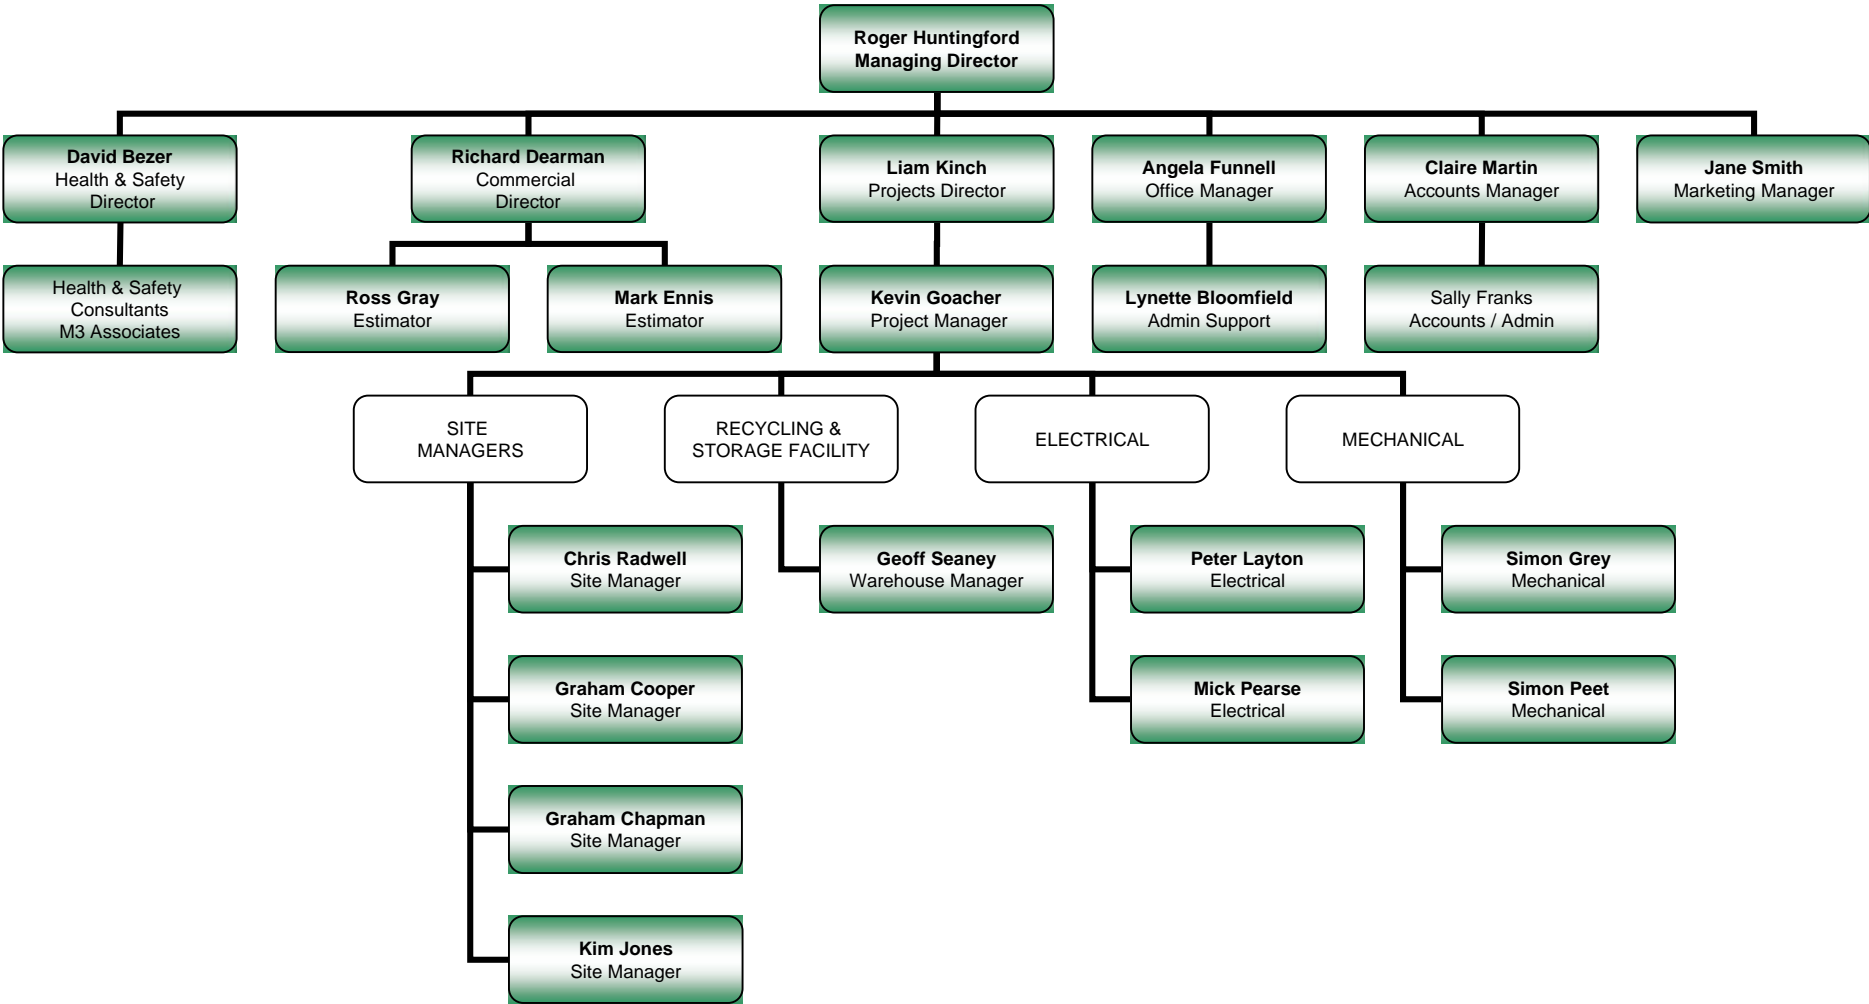 Roger Huntingford
Managing Director
David Bezer
Health & Safety
Director
Richard Dearman
Commercial
Director
Liam Kinch
Projects Director
Angela Funnell
Office Manager
Claire Martin
Accounts Manager
Jane Smith
Marketing Manager
Health & Safety
Consultants
M3 Associates
Ross Gray
Estimator
Mark Ennis
Estimator
Kevin Goacher
Project Manager
Lynette Bloomfield
Admin Support
Sally Franks
Accounts / Admin
SITE
MANAGERS
RECYCLING &
STORAGE FACILITY
ELECTRICAL
MECHANICAL
Chris Radwell
Site Manager
Geoff Seaney
Warehouse Manager
Peter Layton
Electrical
Simon Grey
Mechanical
Graham Cooper
Site Manager
Mick Pearse
Electrical
Simon Peet
Mechanical
Graham Chapman
Site Manager
Kim Jones
Site Manager